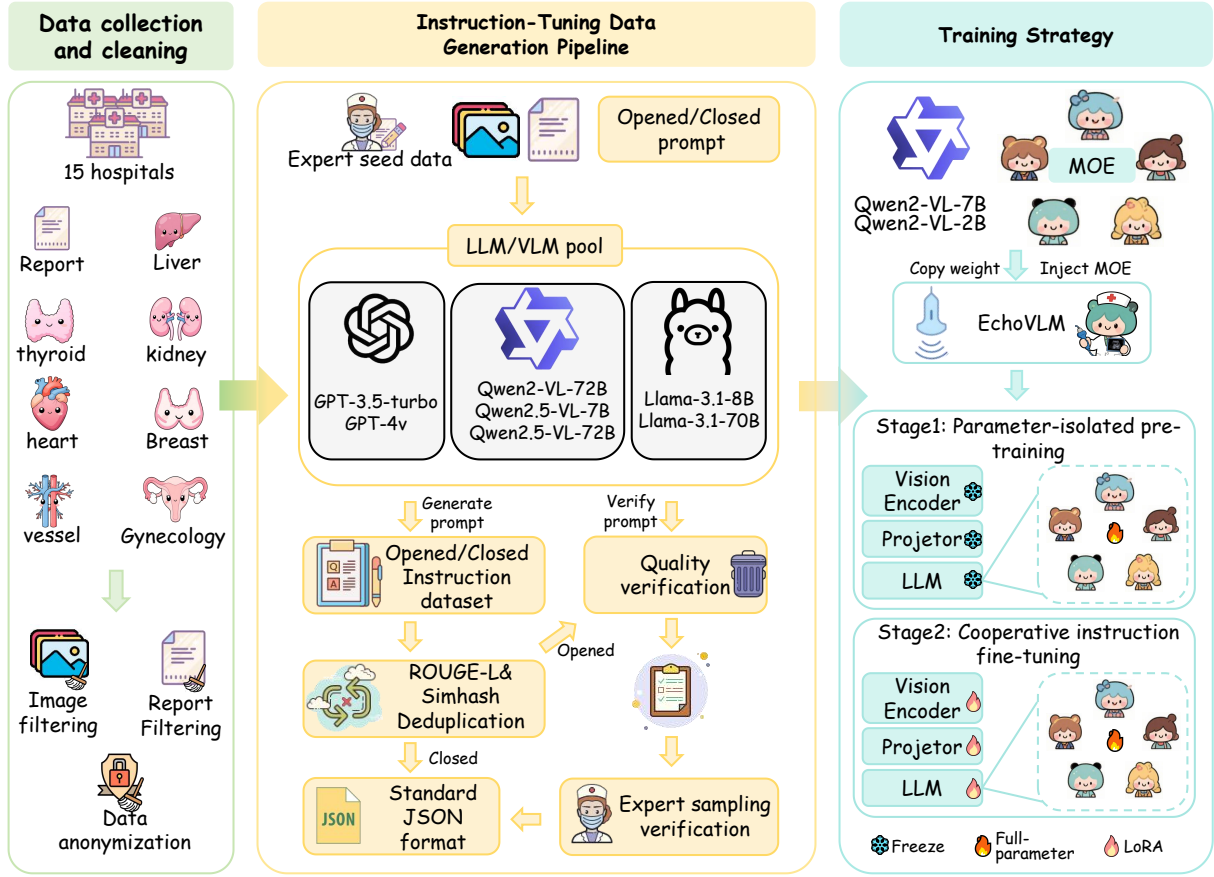 Data collection
and cleaning
15 hospitals
Report
Liver
thyroid
kidney
heart
Breast
vessel
Gynecology
Image
filtering
Report
Filtering
Data
anonymization
Instruction-Tuning Data
Generation Pipeline
Expert seed data
Opened/Closed
prompt
LLM/VLM pool
GPT-3.5-turbo
GPT-4v
Qwen2-VL-72B
Qwen2.5-VL-7B
Qwen2.5-VL-72B
Llama-3.1-8B
Llama-3.1-70B
Generate
prompt
Verify
prompt
Q
A
Opened/Closed
Instruction
dataset
Quality
verification
Opened
ROUGE-L&
Simhash
Deduplication
Closed
JSON
Standard
JSON
format
Expert sampling
verification
Training Strategy
MOE
Qwen2-VL-7B
Qwen2-VL-2B
Copy weight
Inject MOE
EchoVLM
Stage1: Parameter-isolated pre-
training
Vision
Encoder
Projetor
LLM
Stage2: Cooperative instruction
fine-tuning
Vision
Encoder
Projetor
LLM
Freeze
Full-
parameter
LoRA